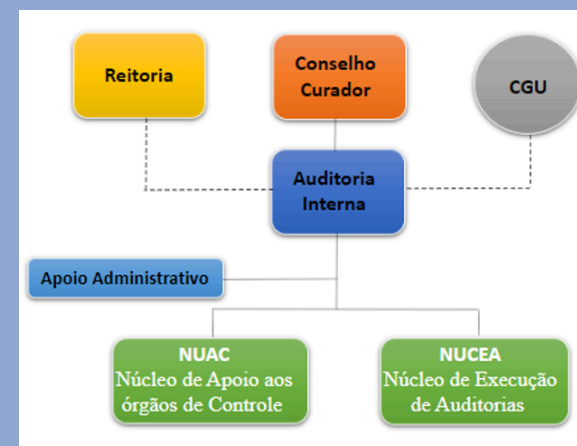 Reitoria
Conselho
Curador
CGU
Auditoria
Interna
Apoio Administrativo
NUAC
Núcleo de Apoio aos
órgãos de Controle
NUCEA
Núcleo de Execução
de Auditorias